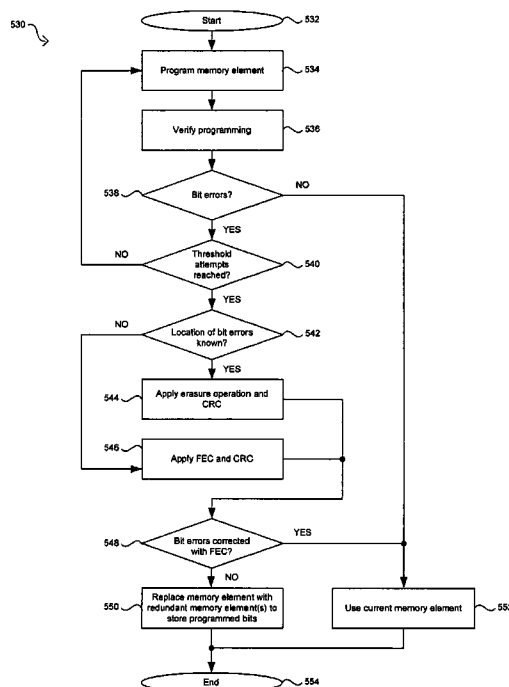 530
Start
532
Program memory element
534
Verify programming
536
538
Bit errors?
NO
YES
NO
Threshold
attempts
reached?
540
YES
NO
Location of bit errors
known?
542
YES
544
Apply erasure operation and
CRC
546
Apply FEC and CRC
548
Bit errors corrected
with FEC?
YES
NO
550
Replace memory element with
redundant memory element(s) to
store programmed bits
Use current memory element
552
End
554